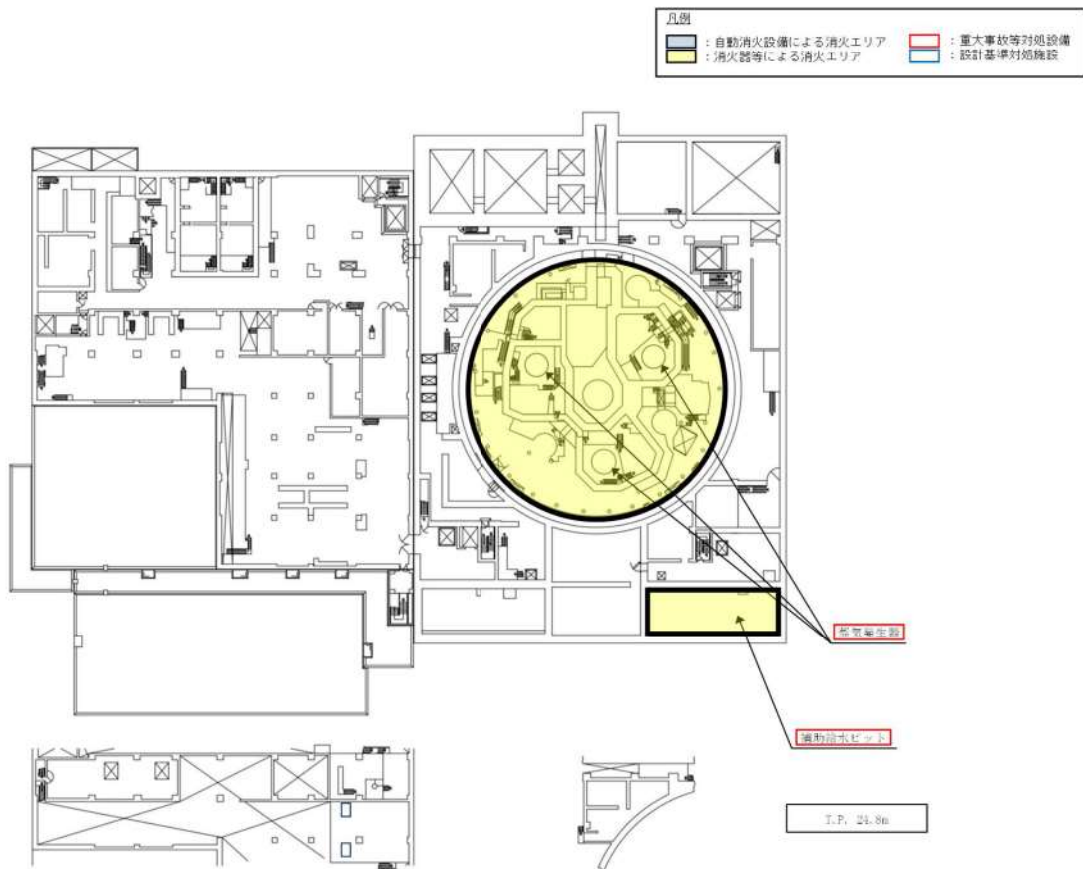 凡例
：自動消火設備による消火エリア
：重大事故等対処設備
：消火器等による消火エリア
：設計基準対処施設
蒸気発生器
補助給水ピット
T.P. 24.8m